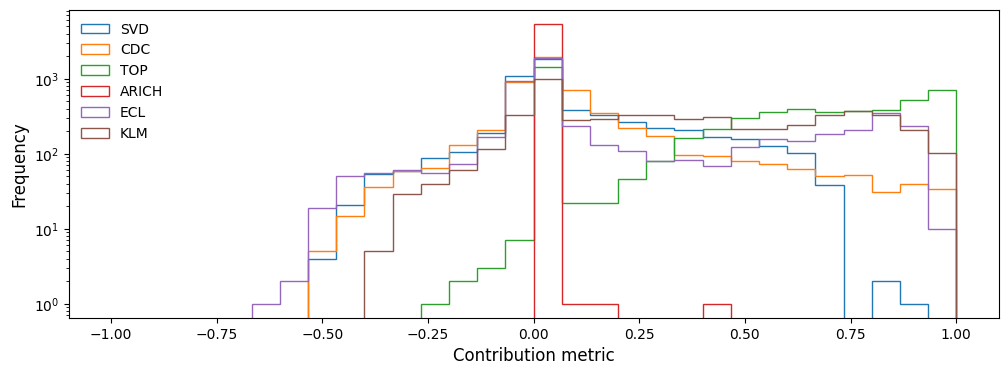 SVD
CDC
TOP
ARICH
ECL
KLM
Frequency
10³
10²
10¹
10⁰
−1.00 −0.75 −0.50 −0.25 0.00 0.25 0.50 0.75 1.00
Contribution metric